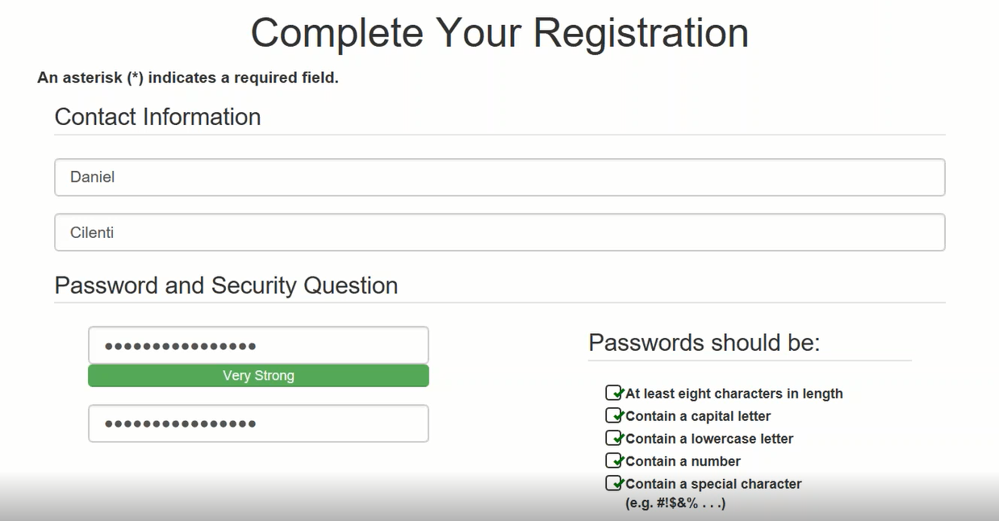 Complete Your Registration
An asterisk (*) indicates a required field.
Contact Information
Daniel
Cilenti
Password and Security Question
••••••••••••••••
Very Strong
••••••••••••••••
Passwords should be:
At least eight characters in length
Contain a capital letter
Contain a lowercase letter
Contain a number
Contain a special character
(e.g. #!$&% . . .)